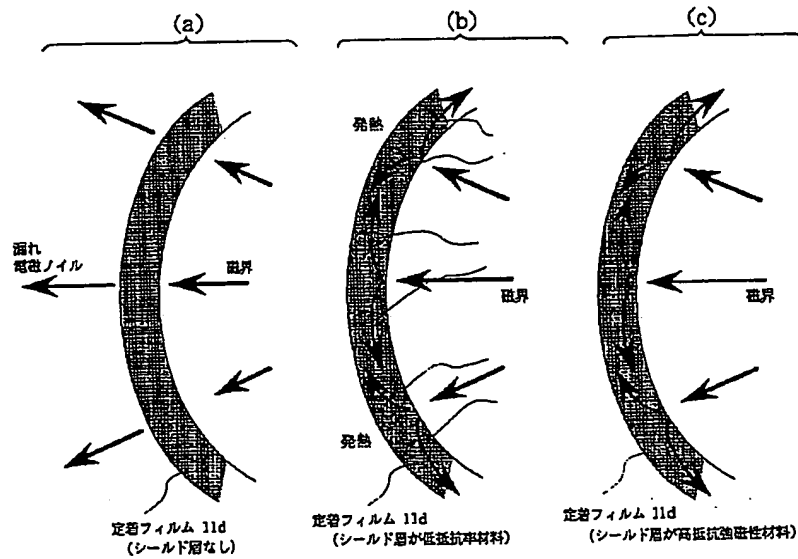 (a)
(b)
(c)
発熱
漏れ
電磁ノイル
磁界
磁界
磁界
発熱
定着フィルム 11d
(シールド層なし)
定着フィルム 11d
(シールド層が低抵抗率材料)
定着フィルム 11d
(シールド層が高抵抗強磁性材料)